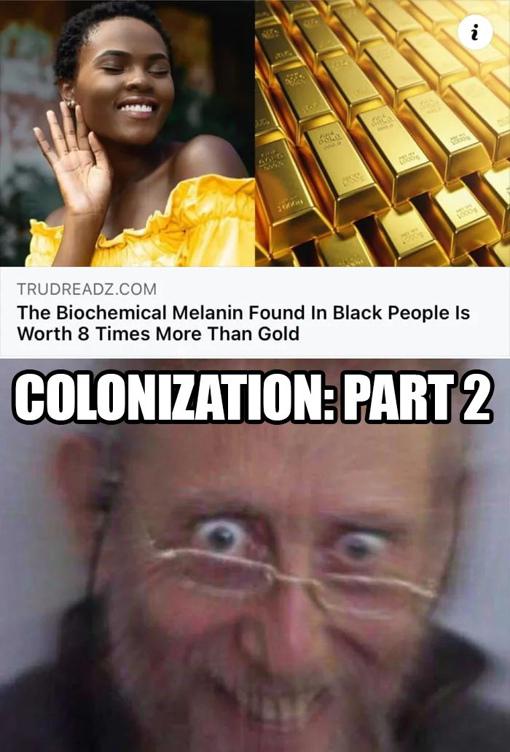 i
TRUDREADZ.COM
The Biochemical Melanin Found In Black People Is
Worth 8 Times More Than Gold
COLONIZATION: PART 2